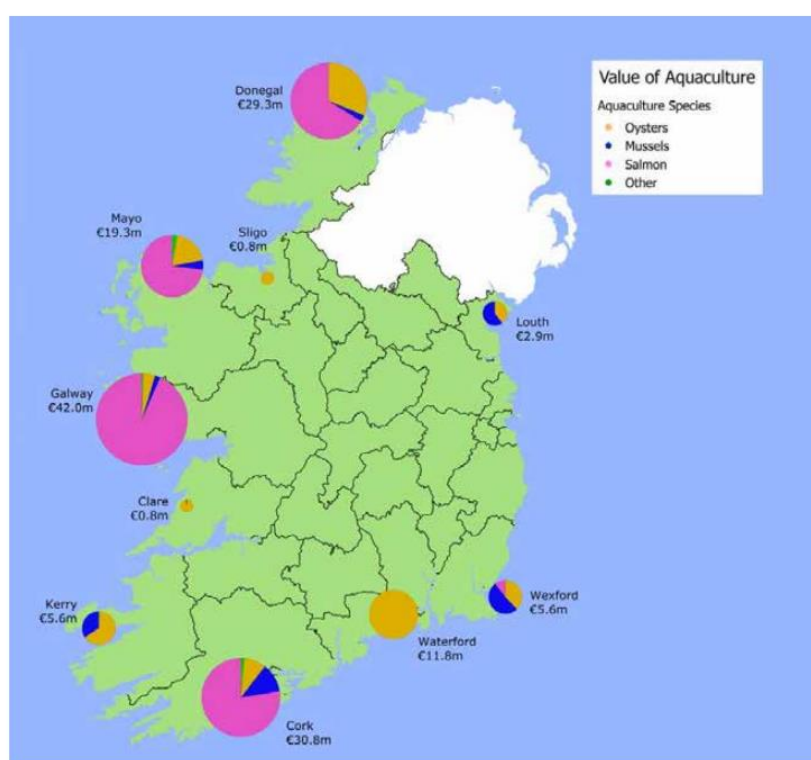 Value of Aquaculture
Aquaculture Species
Oysters
Mussels
Salmon
Other
Donegal
€29.3m
Mayo
€19.3m
Sligo
€0.8m
Louth
€2.9m
Galway
€42.0m
Clare
€0.8m
Kerry
€5.6m
Wexford
€5.6m
Waterford
€11.8m
Cork
€30.8m